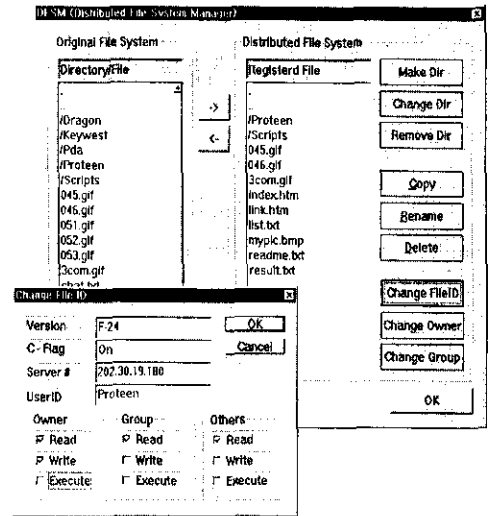 DFSM (Distributed File System Manager)
Original File System
Distributed File System
Directory/File
Registerd File
.
/Dragon
/Keywest
/Pda
/Proteen
/Scripts
045.gif
046.gif
051.gif
052.gif
053.gif
3com.gif
chat.txt
->
<-
.
/Proteen
/Scripts
045.gif
046.gif
3com.gif
index.htm
link.htm
list.txt
mypic.bmp
readme.txt
result.txt
Make Dir
Change Dir
Remove Dir
Copy
Rename
Delete
Change FileID
Change Owner
Change Group
OK
Change File ID
Version
F-24
OK
C-Flag
On
Cancel
Server #
202.30.19.180
UserID
Proteen
Owner
Group
Others
Read
Read
Read
Write
Write
Write
Execute
Execute
Execute